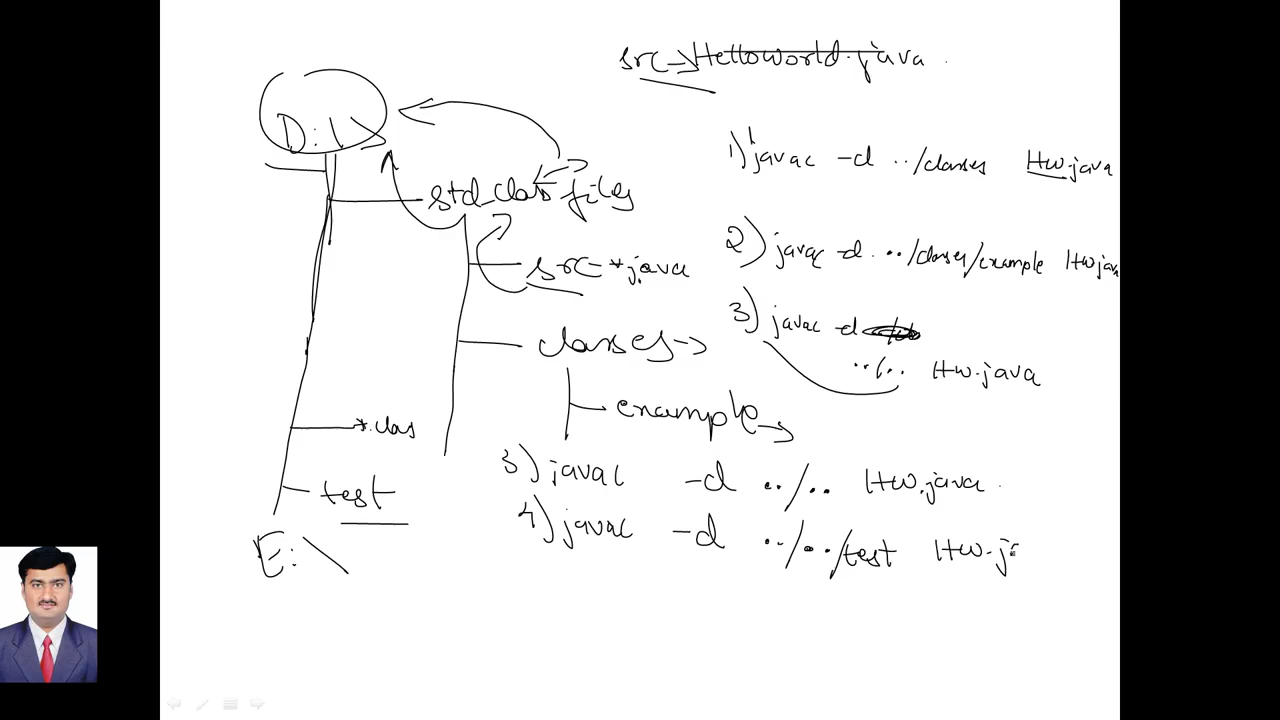 src→HelloWorld.java
D:\>
1) javac -d ../classes Hw.java
std_class files
2) javac -d ../classes/example Hw.java
src - *java
3) javac -d
../.. Hw.java
classes→
example→
*.clas
3) javac -d ../.. Hw.java
test
4) javac -d ../../test Hw.j
E:\